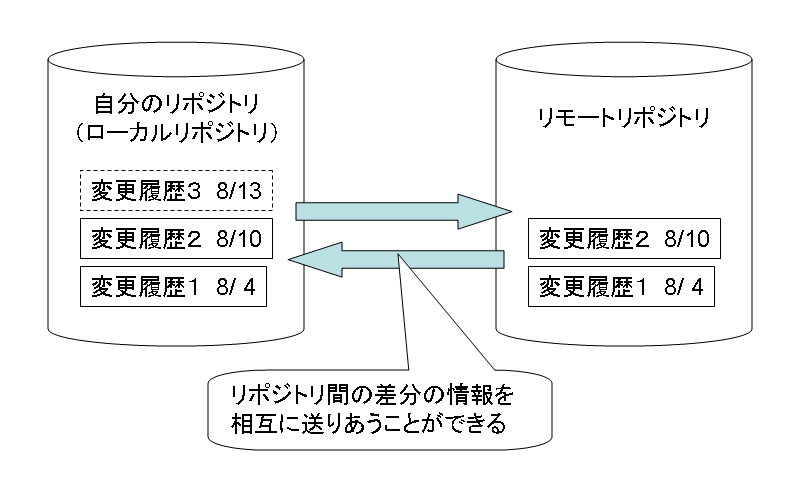 自分のリポジトリ
（ローカルリポジトリ）
変更履歴３ 8/13
変更履歴２ 8/10
変更履歴１ 8/ 4
リモートリポジトリ
変更履歴２ 8/10
変更履歴１ 8/ 4
リポジトリ間の差分の情報を
相互に送りあうことができる